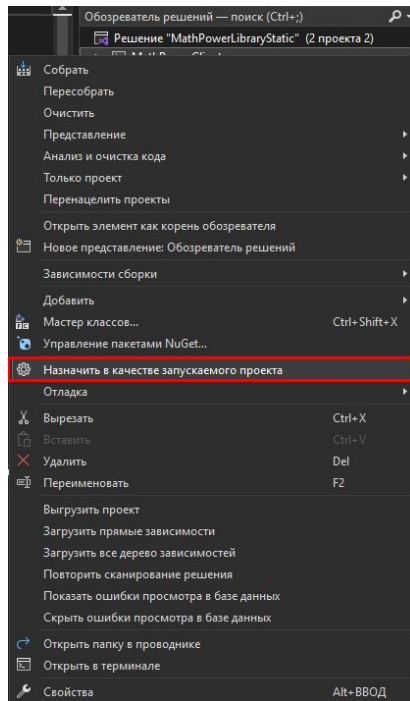 Обозреватель решений — поиск (Ctrl+;)
Решение "MathPowerLibraryStatic" (2 проекта 2)
Собрать
Пересобрать
Очистить
Представление
Анализ и очистка кода
Только проект
Перенацелить проекты
Открыть элемент как корень обозревателя
Новое представление: Обозреватель решений
Зависимости сборки
Добавить
Мастер классов... Ctrl+Shift+X
Управление пакетами NuGet...
Назначить в качестве запускаемого проекта
Отладка
Вырезать Ctrl+X
Вставить Ctrl+V
Удалить Del
Переименовать F2
Выгрузить проект
Загрузить прямые зависимости
Загрузить все дерево зависимостей
Повторить сканирование решения
Показать ошибки просмотра в базе данных
Скрыть ошибки просмотра в базе данных
Открыть папку в проводнике
Открыть в терминале
Свойства Alt+ВВОД